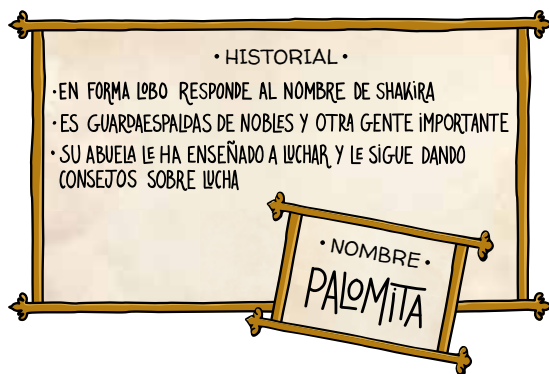 • HISTORIAL •
• EN FORMA LOBO RESPONDE AL NOMBRE DE SHAKIRA
• ES GUARDAESPALDAS DE NOBLES Y OTRA GENTE IMPORTANTE
• SU ABUELA LE HA ENSEÑADO A LUCHAR Y LE SIGUE DANDO
CONSEJOS SOBRE LUCHA
• NOMBRE •
PALOMITA